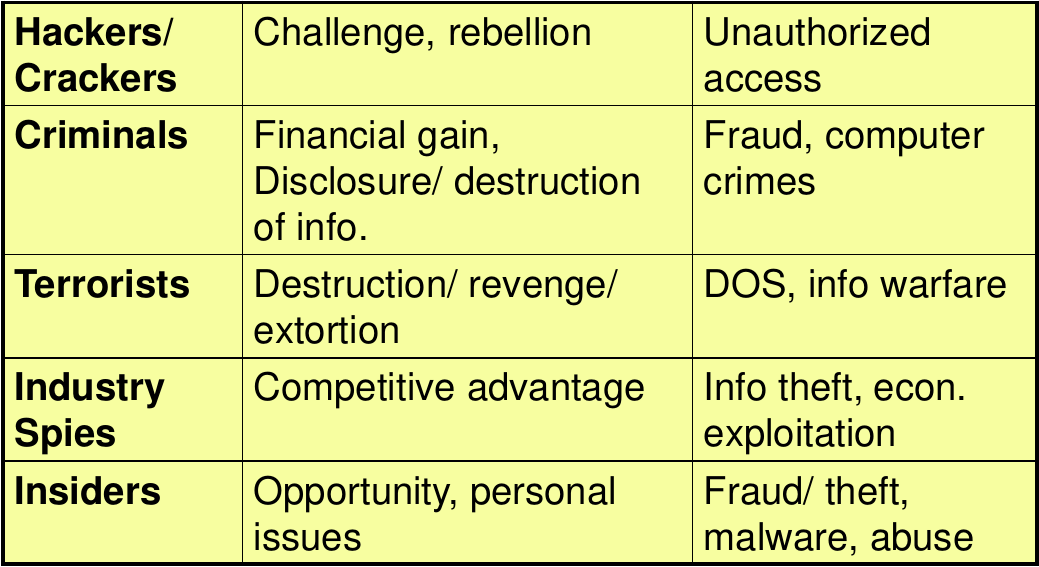 Hackers/ Crackers Challenge, rebellion Unauthorized access
Criminals Financial gain, Disclosure/ destruction of info. Fraud, computer crimes
Terrorists Destruction/ revenge/ extortion DOS, info warfare
Industry Spies Competitive advantage Info theft, econ. exploitation
Insiders Opportunity, personal issues Fraud/ theft, malware, abuse